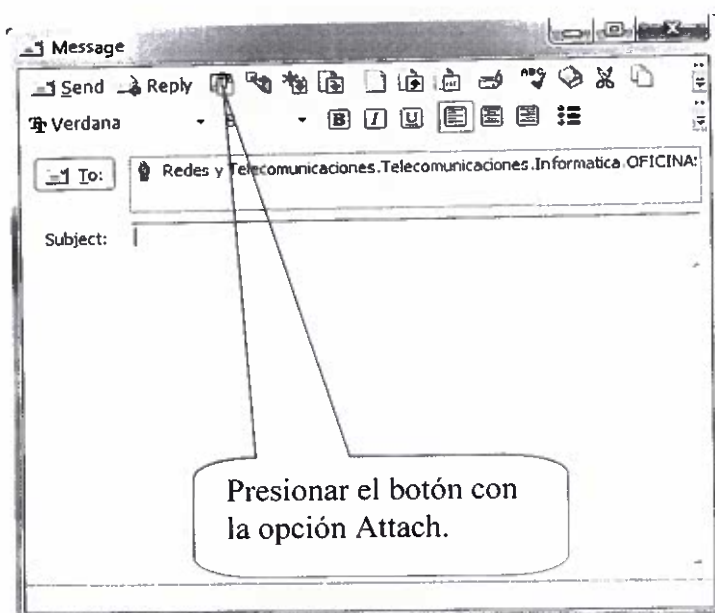 Message
Send Reply
Verdana
B I U
To: Redes y Telecomunicaciones.Telecomunicaciones.Informatica.OFICINA:
Subject:
Presionar el botón con
la opción Attach.